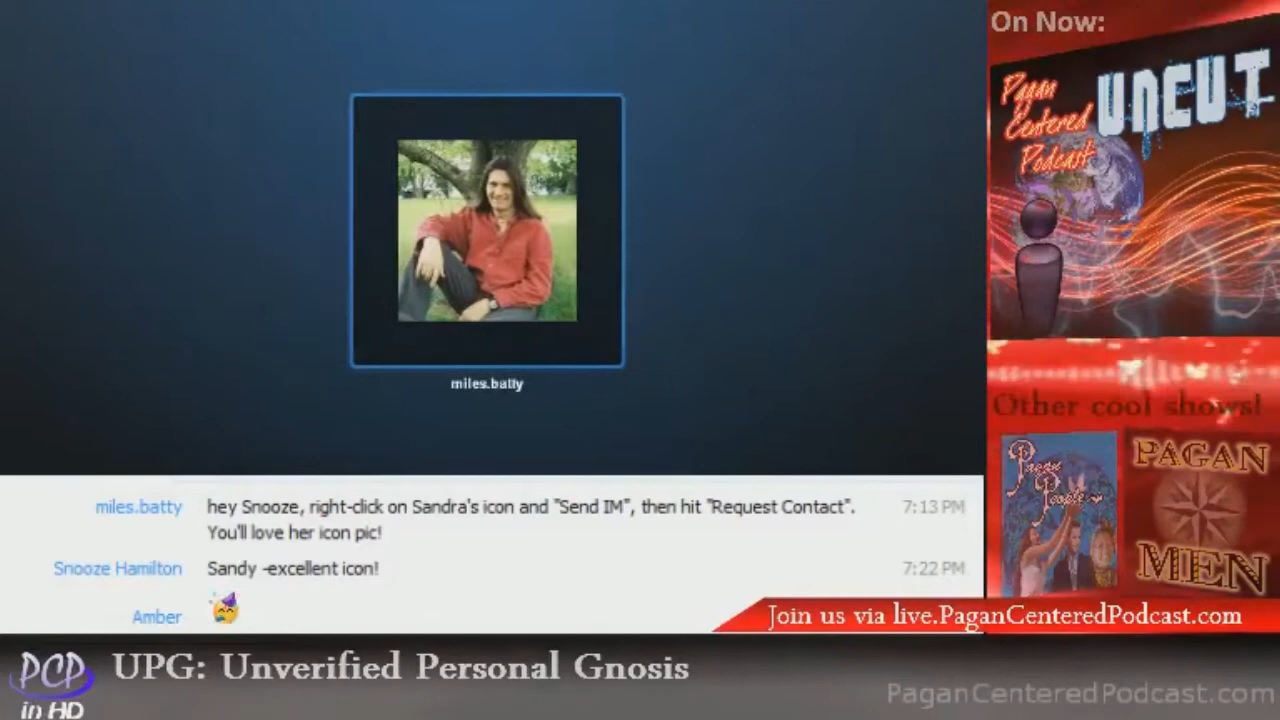 On Now:
Pagan
Centered
Podcast
UNCUT
miles.batty
Other cool shows!
Pagan
People
PAGAN
MEN
miles.batty hey Snooze, right-click on Sandra's icon and "Send IM", then hit "Request Contact". 7:13 PM
You'll love her icon pic!
Snooze Hamilton Sandy -excellent icon! 7:22 PM
Amber
Join us via live.PaganCenteredPodcast.com
PCP
in HD
UPG: Unverified Personal Gnosis
PaganCenteredPodcast.com